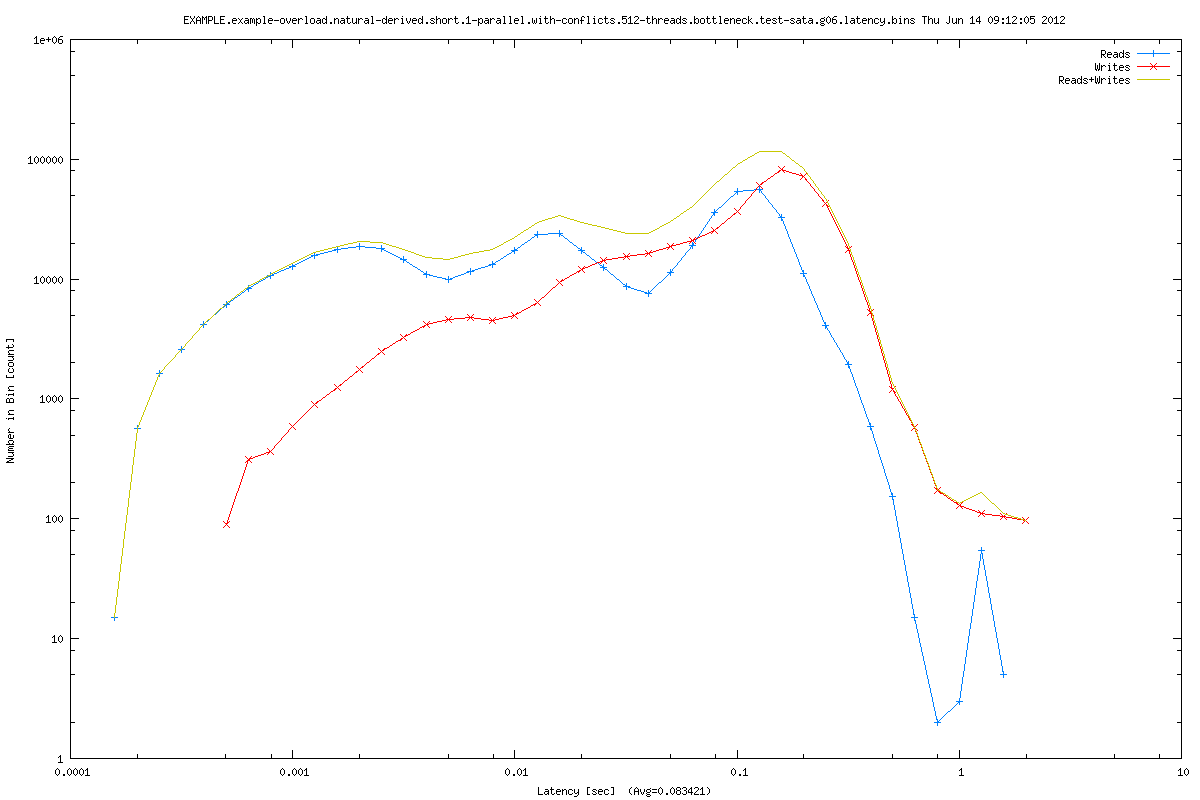 EXAMPLE.example-overload.natural-derived.short.1-parallel.with-conflicts.512-threads.bottleneck.test-sata.g06.latency.bins Thu Jun 14 09:12:05 2012
Reads
Writes
Reads+Writes
1e+06
100000
10000
1000
100
10
1
Number in Bin [count]
0.0001 0.001 0.01 0.1 1 10
Latency [sec] (Avg=0.083421)